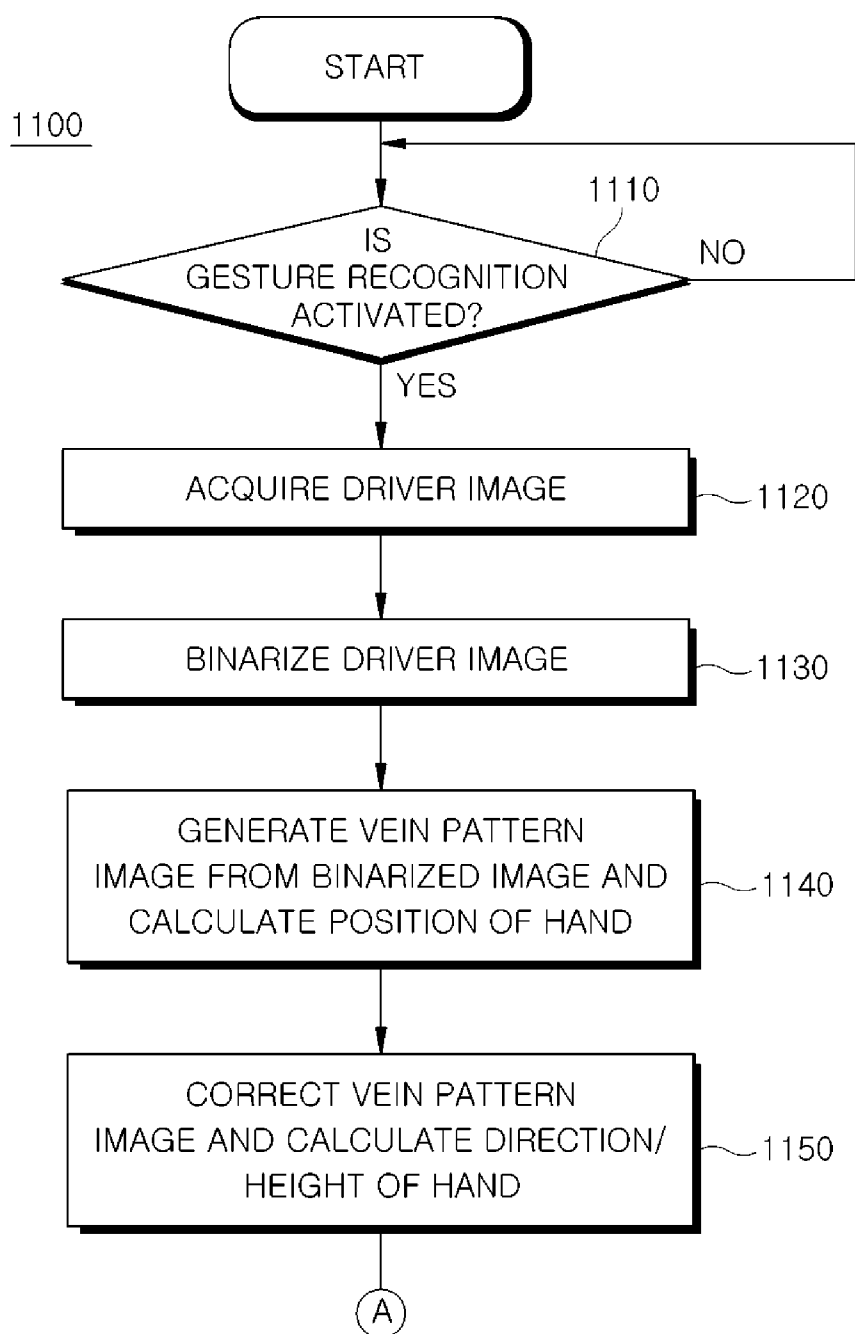 START
1100
1110
IS
GESTURE RECOGNITION
ACTIVATED?
NO
YES
ACQUIRE DRIVER IMAGE
1120
BINARIZE DRIVER IMAGE
1130
GENERATE VEIN PATTERN
IMAGE FROM BINARIZED IMAGE AND
CALCULATE POSITION OF HAND
1140
CORRECT VEIN PATTERN
IMAGE AND CALCULATE DIRECTION/
HEIGHT OF HAND
1150
A